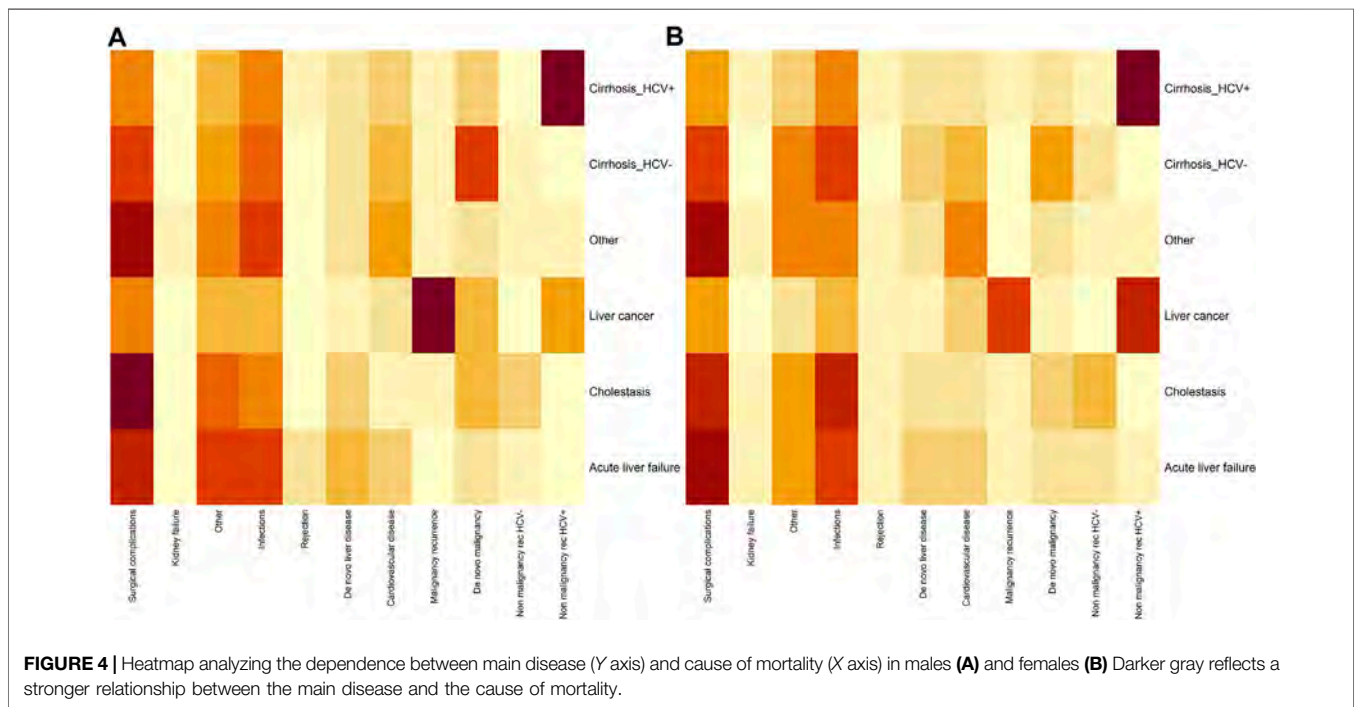 A
B
Cirrhosis_HCV+
Cirrhosis_HCV-
Other
Liver cancer
Cholestasis
Acute liver failure
Cirrhosis_HCV+
Cirrhosis_HCV-
Other
Liver cancer
Cholestasis
Acute liver failure
Surgical complications
Kidney failure
Other
Infections
Rejection
De novo liver disease
Cardiovascular disease
Malignancy recurrence
De novo malignancy
Non malignancy rec HCV-
Non malignancy rec HCV+
Surgical complications
Kidney failure
Other
Infections
Rejection
De novo liver disease
Cardiovascular disease
Malignancy recurrence
De novo malignancy
Non malignancy rec HCV-
Non malignancy rec HCV+
FIGURE 4 | Heatmap analyzing the dependence between main disease (Y axis) and cause of mortality (X axis) in males (A) and females (B) Darker gray reflects a
stronger relationship between the main disease and the cause of mortality.